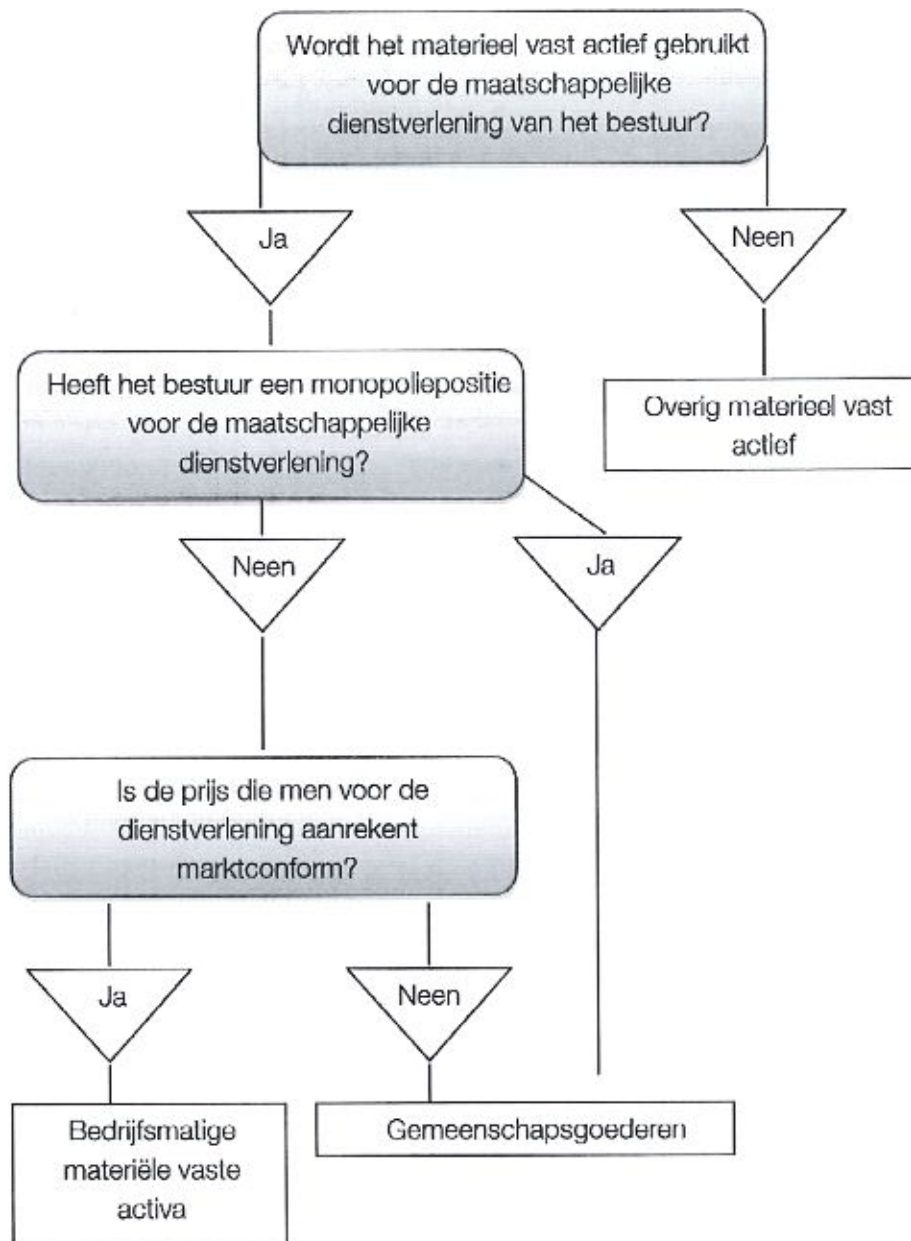 Wordt het materieel vast actief gebruikt
voor de maatschappelijke
dienstverlening van het bestuur?
Ja
Neen
Heeft het bestuur een monopoliepositie
voor de maatschappelijke
dienstverlening?
Overig materieel vast
actief
Neen
Ja
Is de prijs die men voor de
dienstverlening aanrekent
marktconform?
Ja
Neen
Bedrijfsmatige
materiële vaste
activa
Gemeenschapsgoederen